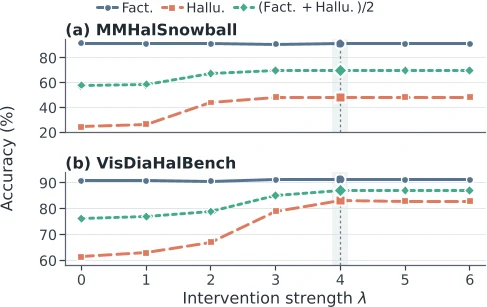 Fact. Hallu. (Fact. + Hallu.)/2
(a) MMHalSnowball
80
60
40
20
(b) VisDiaHalBench
90
80
70
60
0 1 2 3 4 5 6
Accuracy (%)
Intervention strength λ